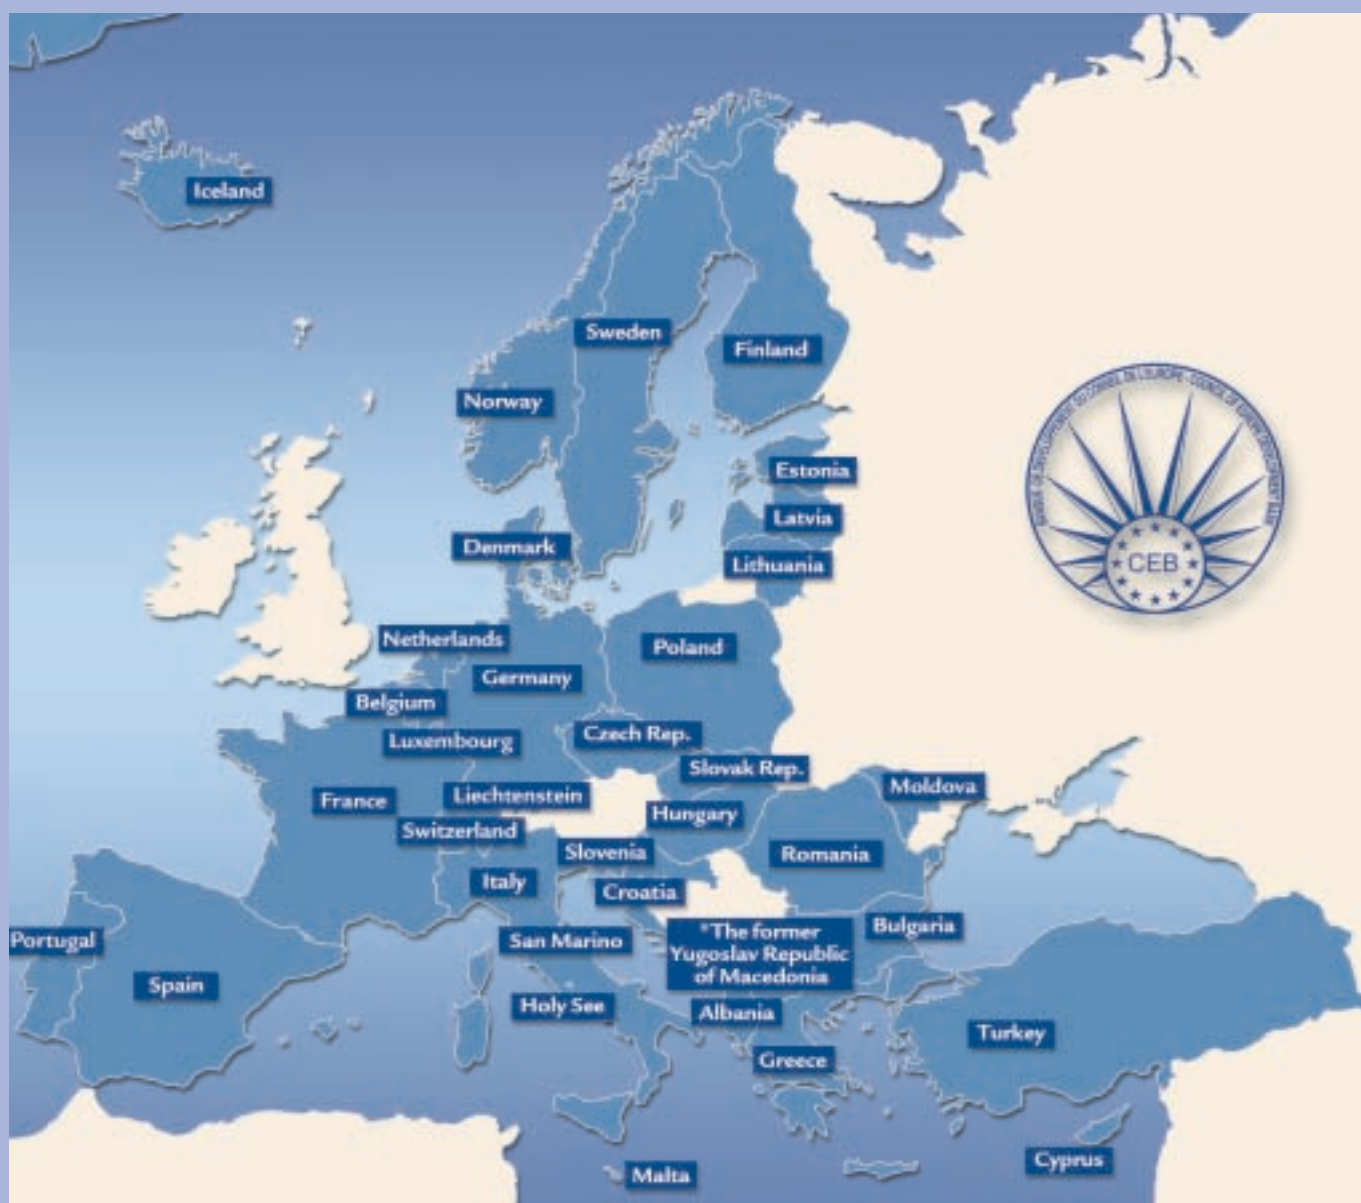 Iceland
Sweden
Finland
Norway
Estonia
Latvia
Denmark
Lithuania
Netherlands
Poland
Germany
Belgium
Czech Rep.
Luxembourg
Slovak Rep.
Moldova
Liechtenstein
France
Hungary
Switzerland
Slovenia
Romania
Italy
Croatia
Bulgaria
*The former
Yugoslav Republic
of Macedonia
Portugal
San Marino
Spain
Holy See
Albania
Turkey
Greece
Cyprus
Malta
CEB